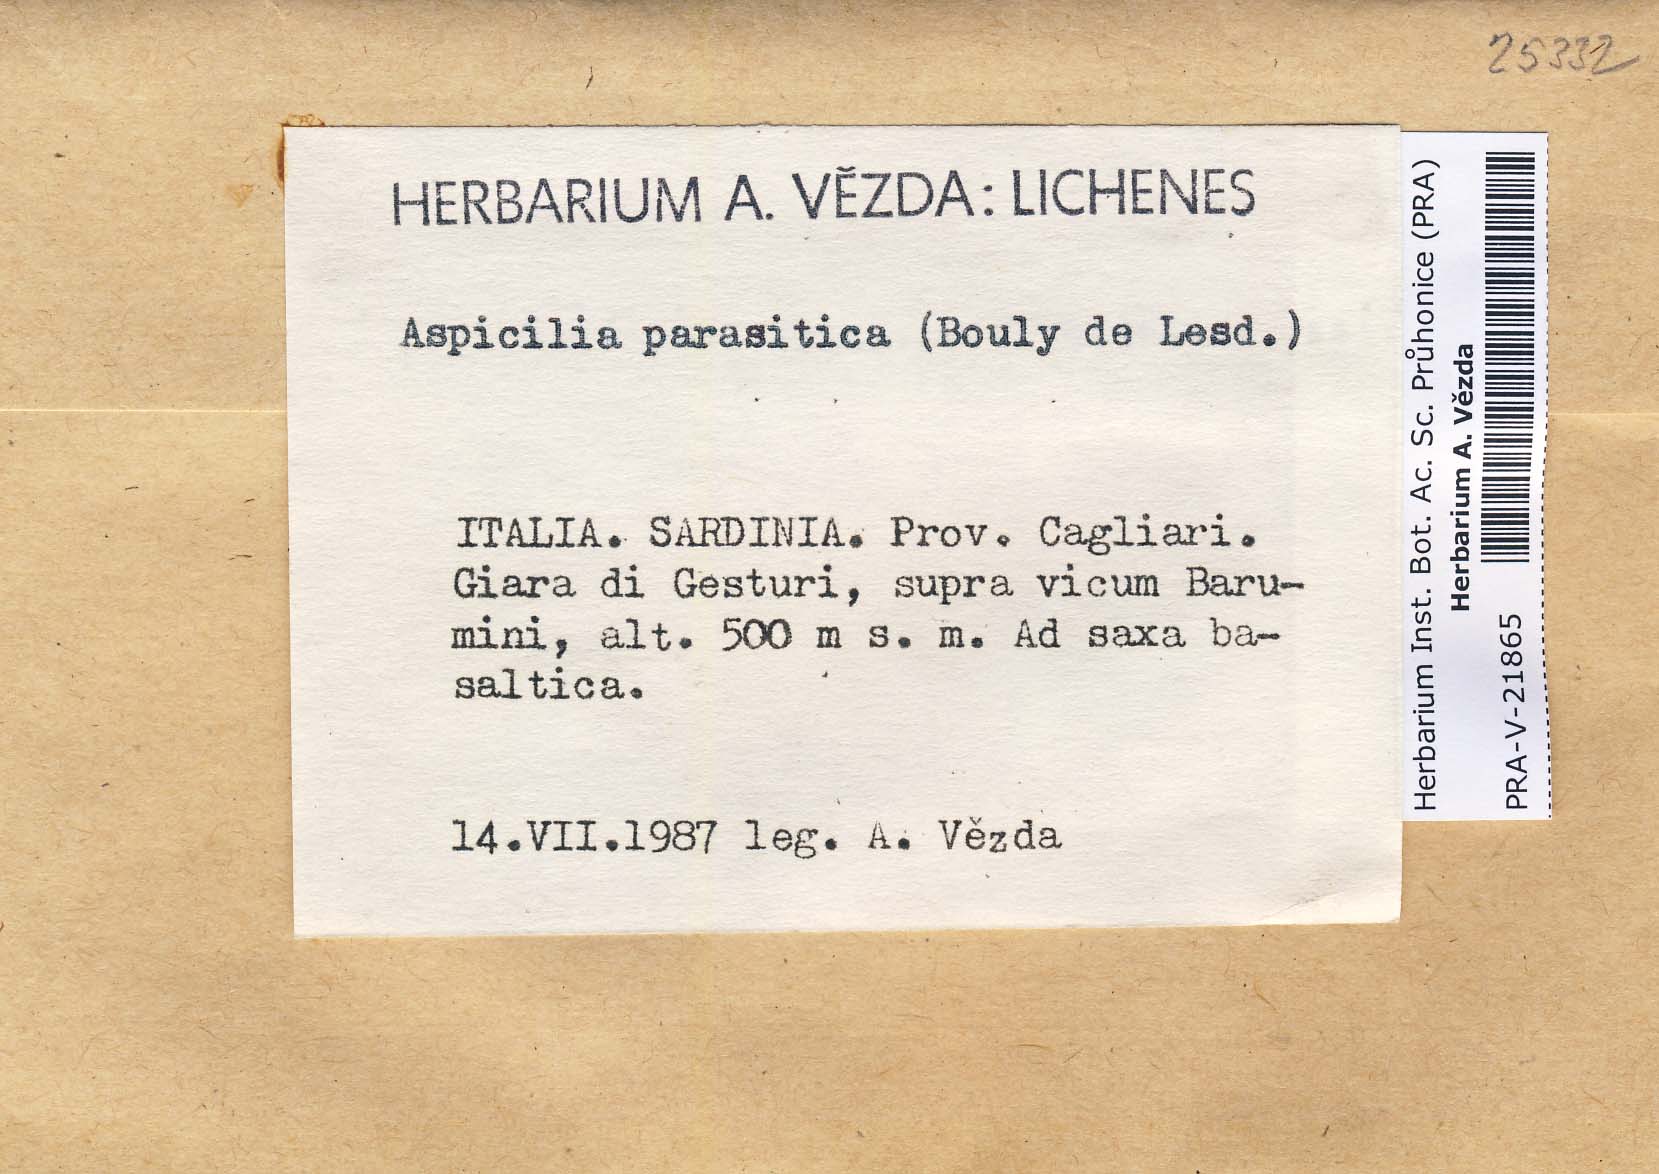 25332
HERBARIUM A. VĚZDA: LICHENES
Aspicilia parasitica (Bouly de Lesd.)
ITALIA. SARDINIA. Prov. Cagliari.
Giara di Gesturi, supra vicum Baru-
mini, alt. 500 m s. m. Ad saxa ba-
saltica.
14.VII.1987 leg. A. Vězda
Herbarium Inst. Bot. Ac. Sc. Průhonice (PRA)
Herbarium A. Vězda
PRA-V-21865